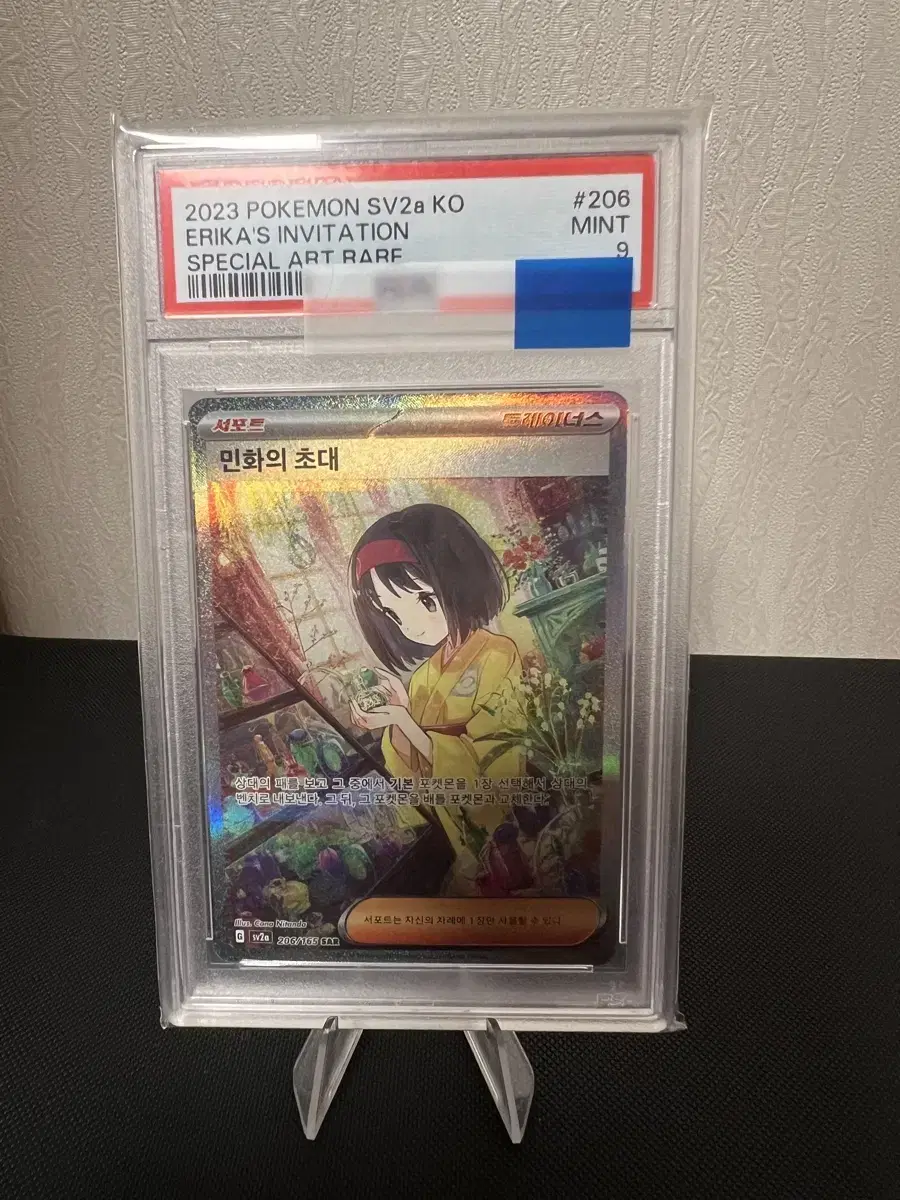 2023 POKEMON SV2a KO #206
ERIKA'S INVITATION MINT
SPECIAL ART RARE 9
서포트 트레이너스
민화의 초대
상대의 패를 보고 그 중에서 기본 포켓몬을 1장 선택해서 상대의
벤치로 내보낸다. 그 뒤, 그 포켓몬을 배틀 포켓몬과 교체한다.
서포트는 자신의 차례에 1장만 사용할 수 있다.
Illus. Cona Nitanda
G sv2a 206/165 SAR